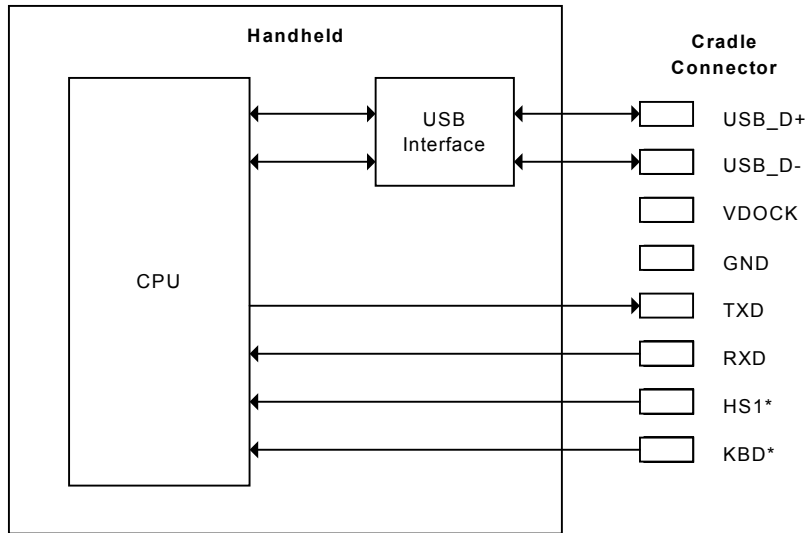 Handheld
Cradle
Connector
CPU
USB
Interface
USB_D+
USB_D-
VDOCK
GND
TXD
RXD
HS1*
KBD*